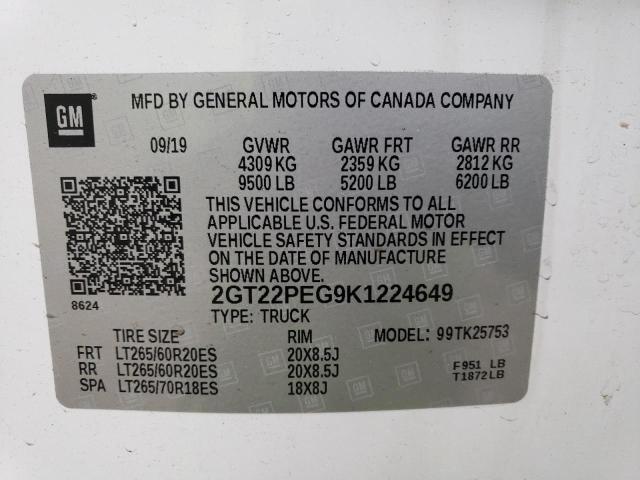 GM
MFD BY GENERAL MOTORS OF CANADA COMPANY
09/19 GVWR GAWR FRT GAWR RR
4309 KG 2359 KG 2812 KG
9500 LB 5200 LB 6200 LB
THIS VEHICLE CONFORMS TO ALL
APPLICABLE U.S. FEDERAL MOTOR
VEHICLE SAFETY STANDARDS IN EFFECT
ON THE DATE OF MANUFACTURE
SHOWN ABOVE.
8624
2GT22PEG9K1224649
TYPE: TRUCK
TIRE SIZE RIM MODEL: 99TK25753
FRT LT265/60R20ES 20X8.5J
RR LT265/60R20ES 20X8.5J
SPA LT265/70R18ES 18X8J
F951 LB
T1872LB